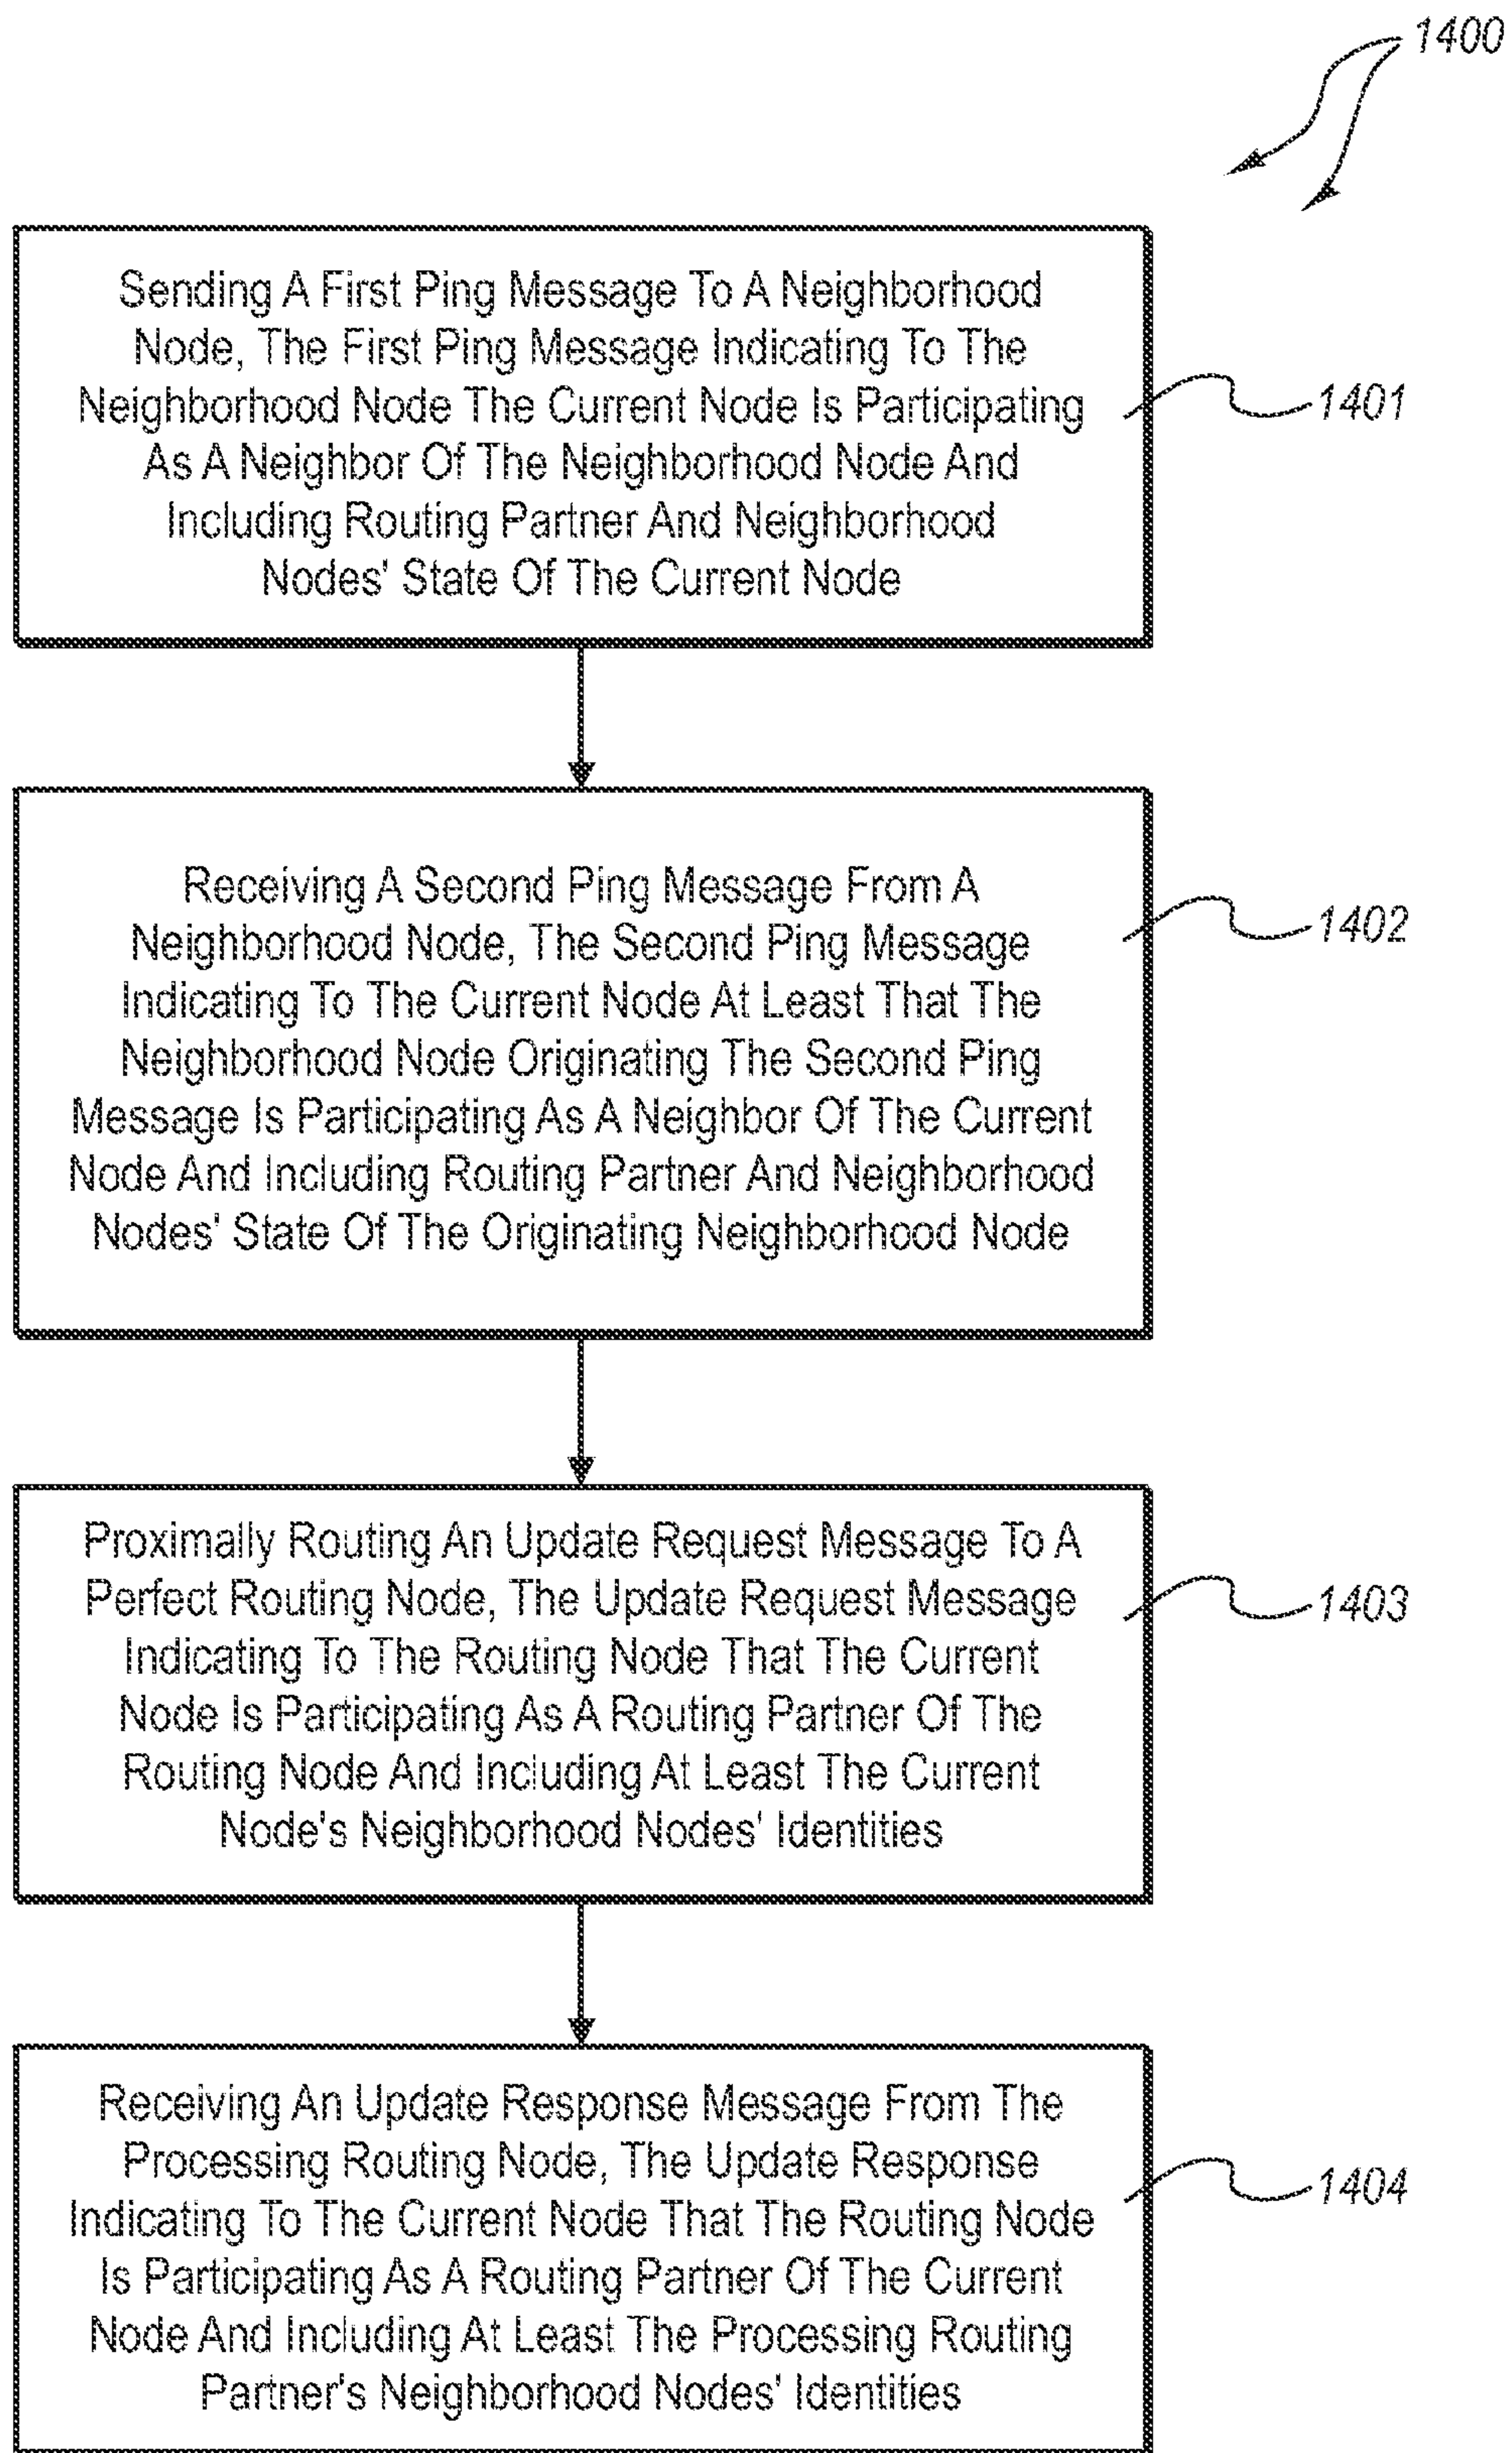 1400
Sending A First Ping Message To A Neighborhood
Node, The First Ping Message Indicating To The
Neighborhood Node The Current Node Is Participating
As A Neighbor Of The Neighborhood Node And
Including Routing Partner And Neighborhood
Nodes' State Of The Current Node
1401
Receiving A Second Ping Message From A
Neighborhood Node, The Second Ping Message
Indicating To The Current Node At Least That The
Neighborhood Node Originating The Second Ping
Message Is Participating As A Neighbor Of The Current
Node And Including Routing Partner And Neighborhood
Nodes' State Of The Originating Neighborhood Node
1402
Proximally Routing An Update Request Message To A
Perfect Routing Node, The Update Request Message
Indicating To The Routing Node That The Current
Node Is Participating As A Routing Partner Of The
Routing Node And Including At Least The Current
Node's Neighborhood Nodes' Identities
1403
Receiving An Update Response Message From The
Processing Routing Node, The Update Response
Indicating To The Current Node That The Routing Node
Is Participating As A Routing Partner Of The Current
Node And Including At Least The Processing Routing
Partner's Neighborhood Nodes' Identities
1404